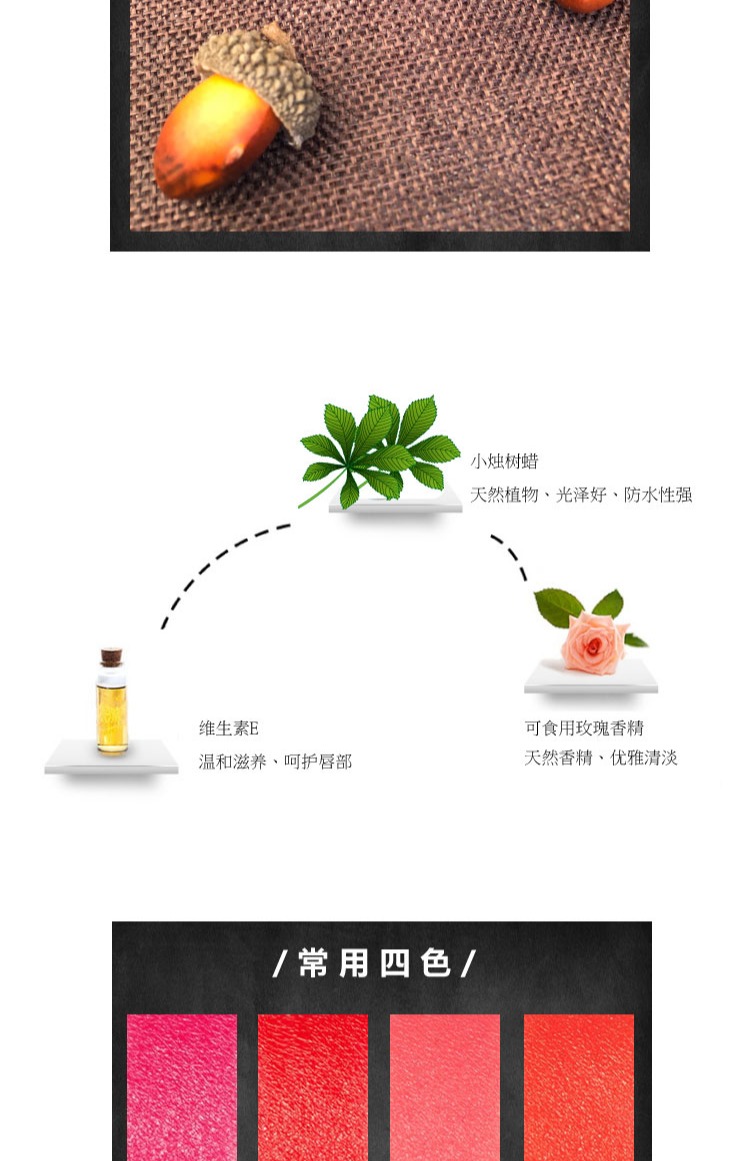 小烛树蜡
天然植物、光泽好、防水性强
维生素E
温和滋养、呵护唇部
可食用玫瑰香精
天然香精、优雅清淡
/常用四色/